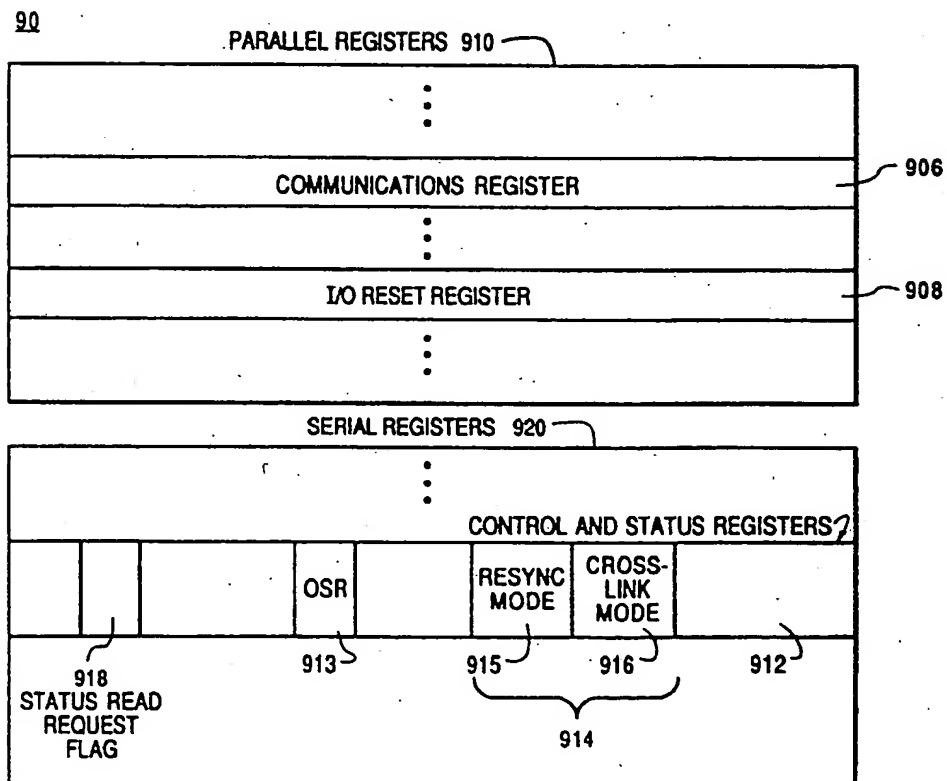 90
PARALLEL REGISTERS 910
COMMUNICATIONS REGISTER
906
I/O RESET REGISTER
908
SERIAL REGISTERS 920
CONTROL AND STATUS REGISTERS
OSR
RESYNC
MODE
CROSS-
LINK
MODE
918
STATUS READ
REQUEST
FLAG
913
915
916
912
914